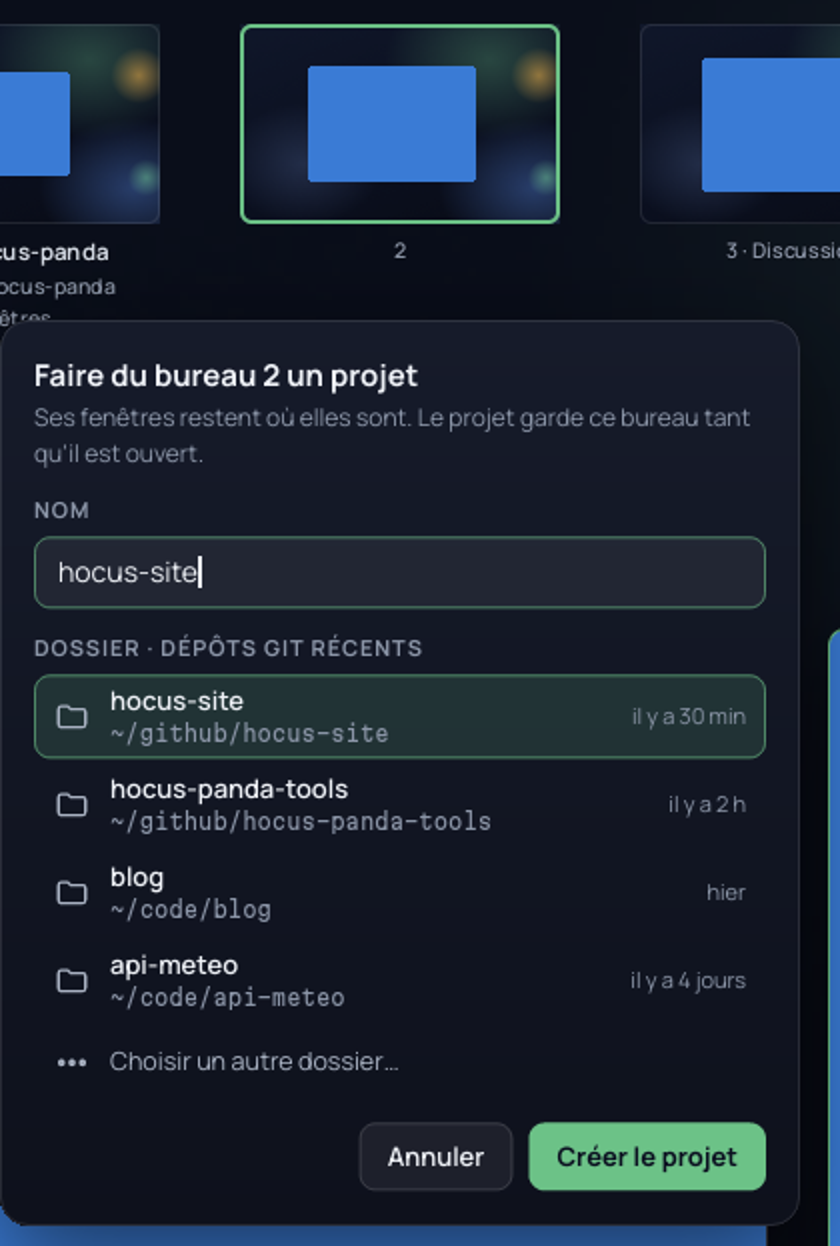 cus-panda
2
3 · Discussi
ocus-panda
êtres
Faire du bureau 2 un projet
Ses fenêtres restent où elles sont. Le projet garde ce bureau tant
qu'il est ouvert.
NOM
hocus-site
DOSSIER · DÉPÔTS GIT RÉCENTS
hocus-site
~/github/hocus-site
il y a 30 min
hocus-panda-tools
~/github/hocus-panda-tools
il y a 2 h
blog
~/code/blog
hier
api-meteo
~/code/api-meteo
il y a 4 jours
Choisir un autre dossier…
Annuler
Créer le projet